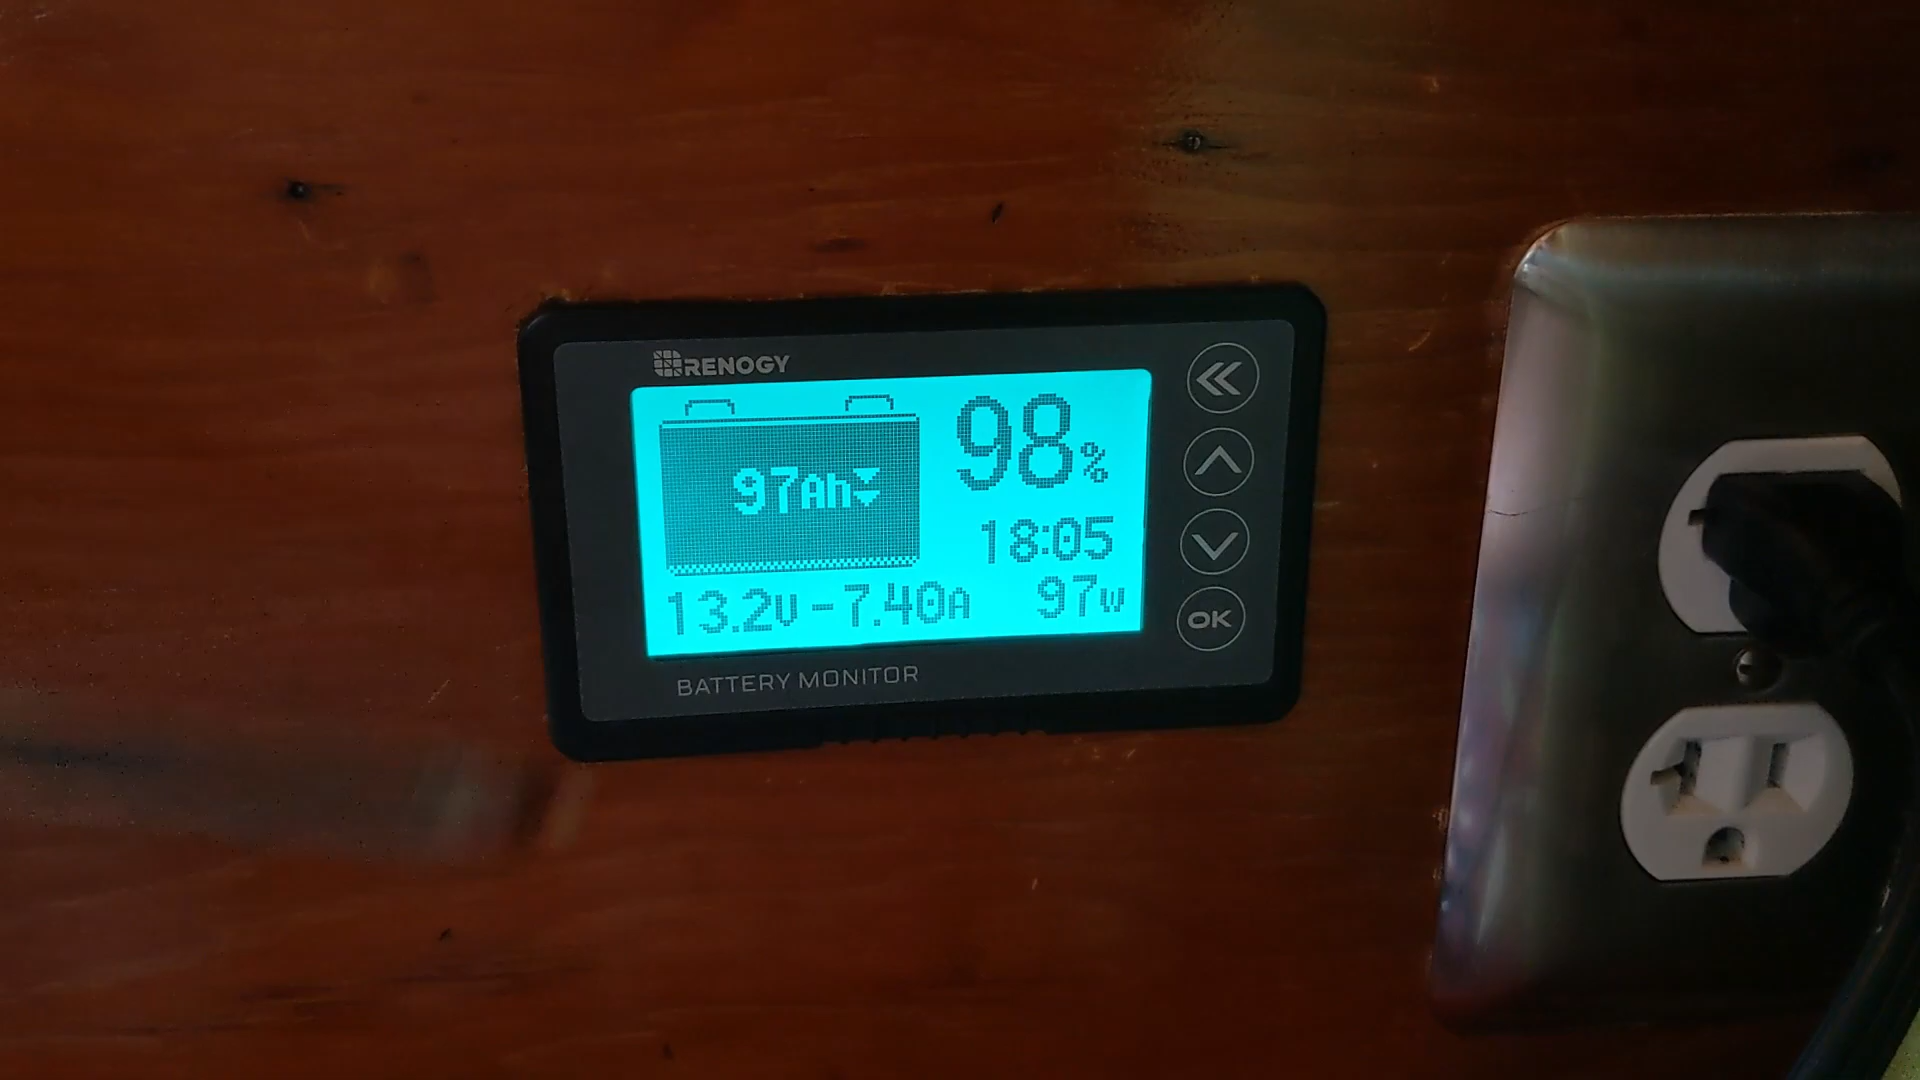 RENOGY
97Ah
98%
18:05
13.2V -7.40A 97W
BATTERY MONITOR
OK